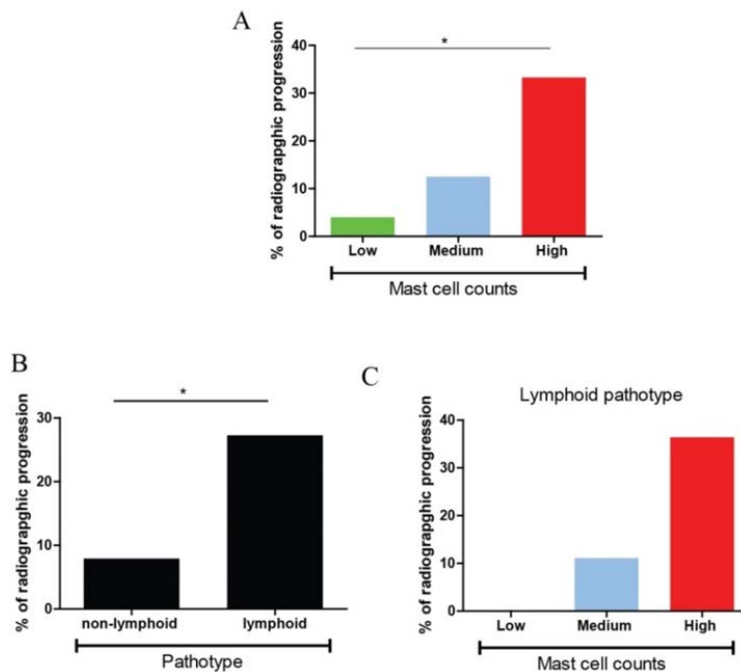 A
*
% of radiograpghic progression
40
30
20
10
0
Low Medium High
Mast cell counts
B
*
% of radiograpghic progression
30
20
10
0
non-lymphoid lymphoid
Pathotype
C
Lymphoid pathotype
% of radiograpghic progression
40
30
20
10
0
Low Medium High
Mast cell counts